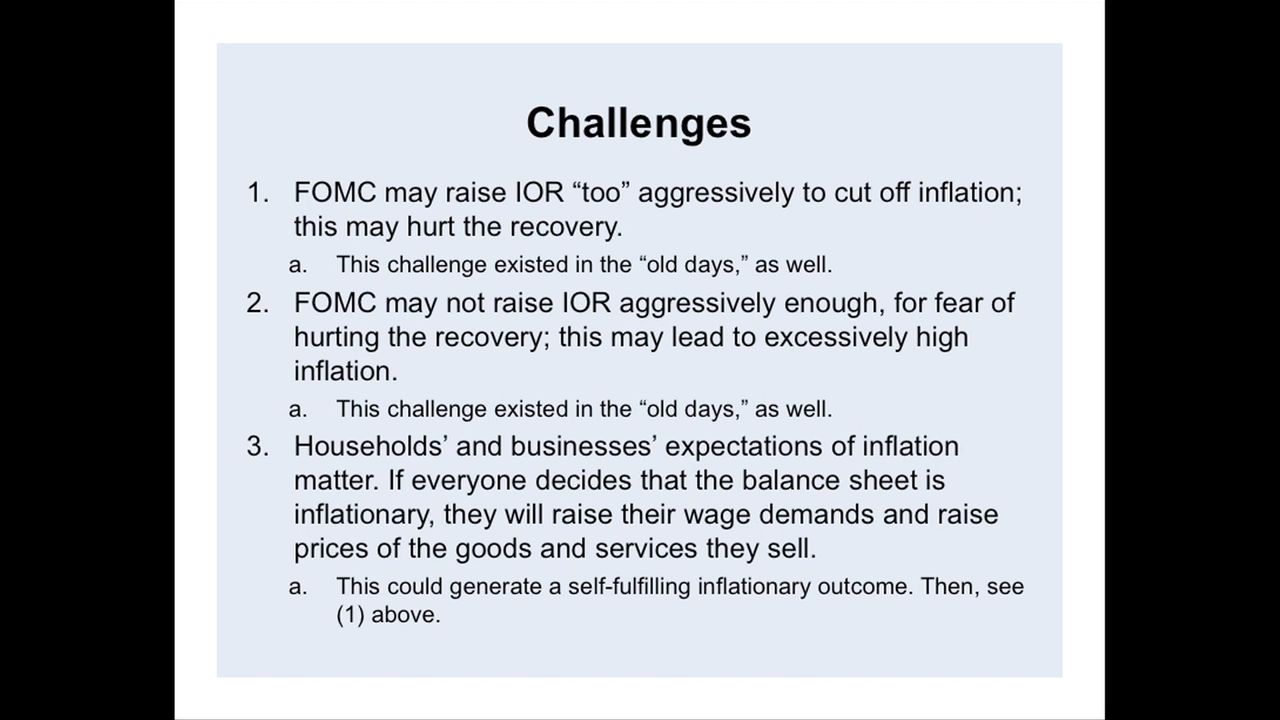 Challenges
1. FOMC may raise IOR “too” aggressively to cut off inflation;
this may hurt the recovery.
a. This challenge existed in the “old days,” as well.
2. FOMC may not raise IOR aggressively enough, for fear of
hurting the recovery; this may lead to excessively high
inflation.
a. This challenge existed in the “old days,” as well.
3. Households’ and businesses’ expectations of inflation
matter. If everyone decides that the balance sheet is
inflationary, they will raise their wage demands and raise
prices of the goods and services they sell.
a. This could generate a self-fulfilling inflationary outcome. Then, see
(1) above.